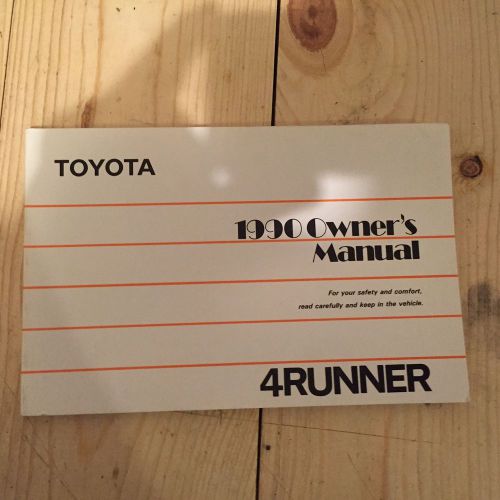 TOYOTA
1990 Owner's
Manual
For your safety and comfort,
read carefully and keep in the vehicle.
4RUNNER